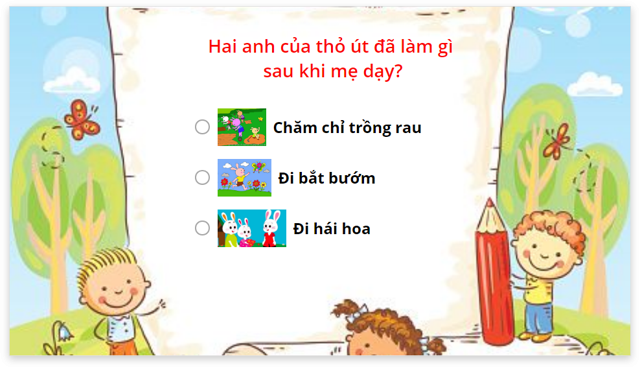 Hai anh của thỏ út đã làm gì
sau khi mẹ dạy?
Chăm chỉ trồng rau
Đi bắt bướm
Đi hái hoa